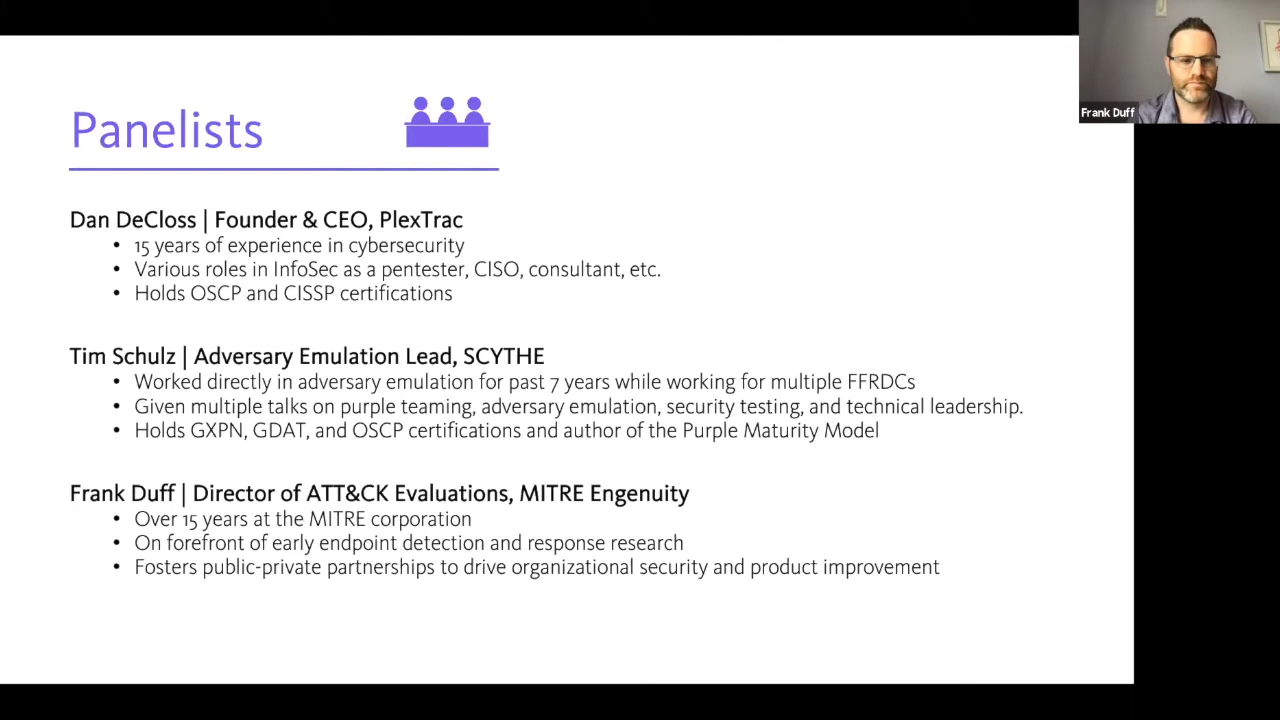 Panelists
Frank Duff
Dan DeCloss | Founder & CEO, PlexTrac
• 15 years of experience in cybersecurity
• Various roles in InfoSec as a pentester, CISO, consultant, etc.
• Holds OSCP and CISSP certifications
Tim Schulz | Adversary Emulation Lead, SCYTHE
• Worked directly in adversary emulation for past 7 years while working for multiple FFRDCs
• Given multiple talks on purple teaming, adversary emulation, security testing, and technical leadership.
• Holds GXPN, GDAT, and OSCP certifications and author of the Purple Maturity Model
Frank Duff | Director of ATT&CK Evaluations, MITRE Engenuity
• Over 15 years at the MITRE corporation
• On forefront of early endpoint detection and response research
• Fosters public-private partnerships to drive organizational security and product improvement